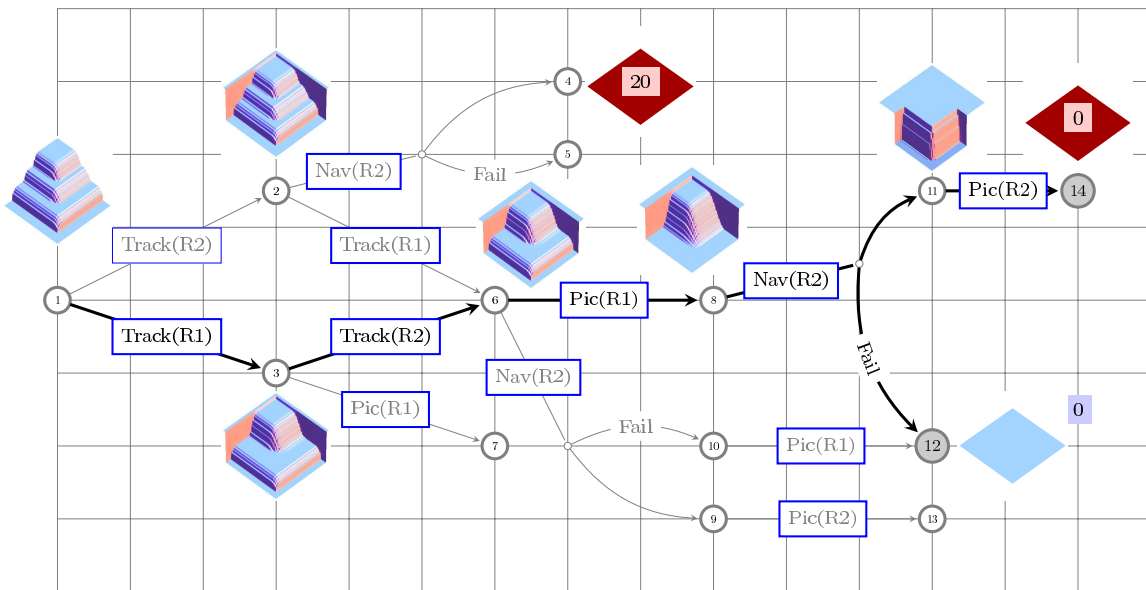 4
20
0
Nav(R2)
5
Fail
2
11
Pic(R2)
14
Track(R2)
Track(R1)
Nav(R2)
1
6
Pic(R1)
8
Track(R1)
Track(R2)
Fail
3
Nav(R2)
Pic(R1)
0
Fail
7
10
Pic(R1)
12
9
Pic(R2)
13